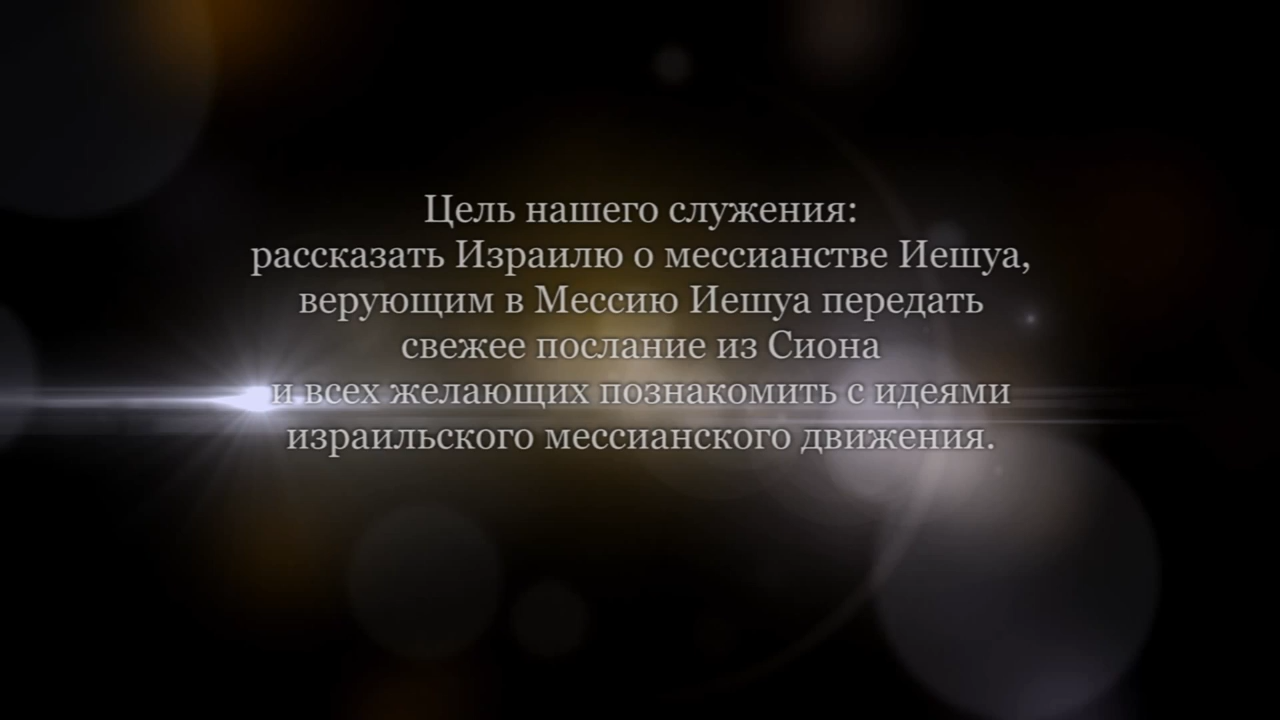 Цель нашего служения:
рассказать Израилю о мессианстве Иешуа,
верующим в Мессию Иешуа передать
свежее послание из Сиона
и всех желающих познакомить с идеями
израильского мессианского движения.